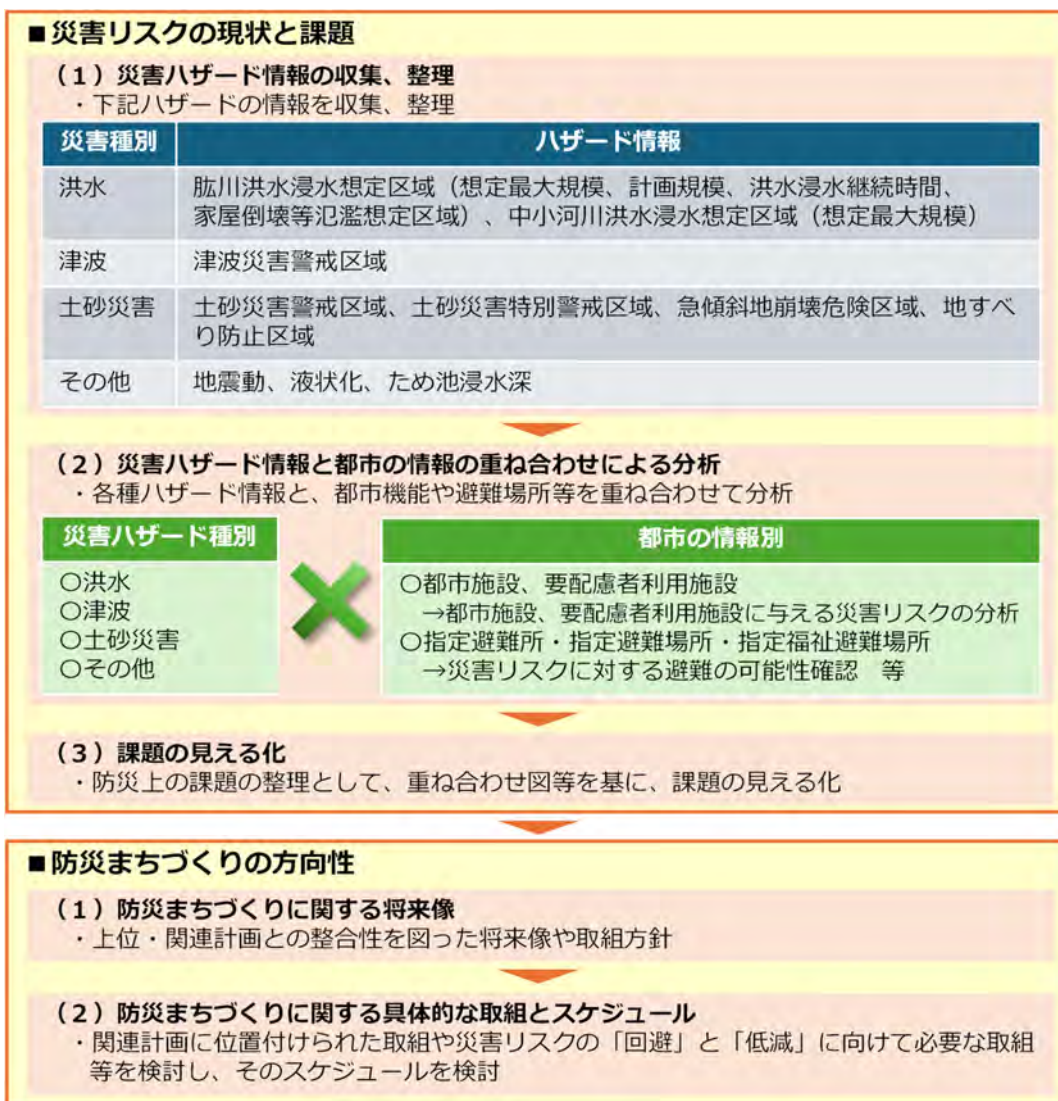 ■災害リスクの現状と課題
（１）災害ハザード情報の収集、整理
・下記ハザードの情報を収集、整理
災害種別 ハザード情報
洪水 肱川洪水浸水想定区域（想定最大規模、計画規模、洪水浸水継続時間、
家屋倒壊等氾濫想定区域）、中小河川洪水浸水想定区域（想定最大規模）
津波 津波災害警戒区域
土砂災害 土砂災害警戒区域、土砂災害特別警戒区域、急傾斜地崩壊危険区域、地すべ
り防止区域
その他 地震動、液状化、ため池浸水深
（２）災害ハザード情報と都市の情報の重ね合わせによる分析
・各種ハザード情報と、都市機能や避難場所等を重ね合わせて分析
災害ハザード種別
○洪水
○津波
○土砂災害
○その他
都市の情報別
○都市施設、要配慮者利用施設
→都市施設、要配慮者利用施設に与える災害リスクの分析
○指定避難所・指定避難場所・指定福祉避難場所
→災害リスクに対する避難の可能性確認　等
（３）課題の見える化
・防災上の課題の整理として、重ね合わせ図等を基に、課題の見える化
■防災まちづくりの方向性
（１）防災まちづくりに関する将来像
・上位・関連計画との整合性を図った将来像や取組方針
（２）防災まちづくりに関する具体的な取組とスケジュール
・関連計画に位置付けられた取組や災害リスクの「回避」と「低減」に向けて必要な取組
等を検討し、そのスケジュールを検討